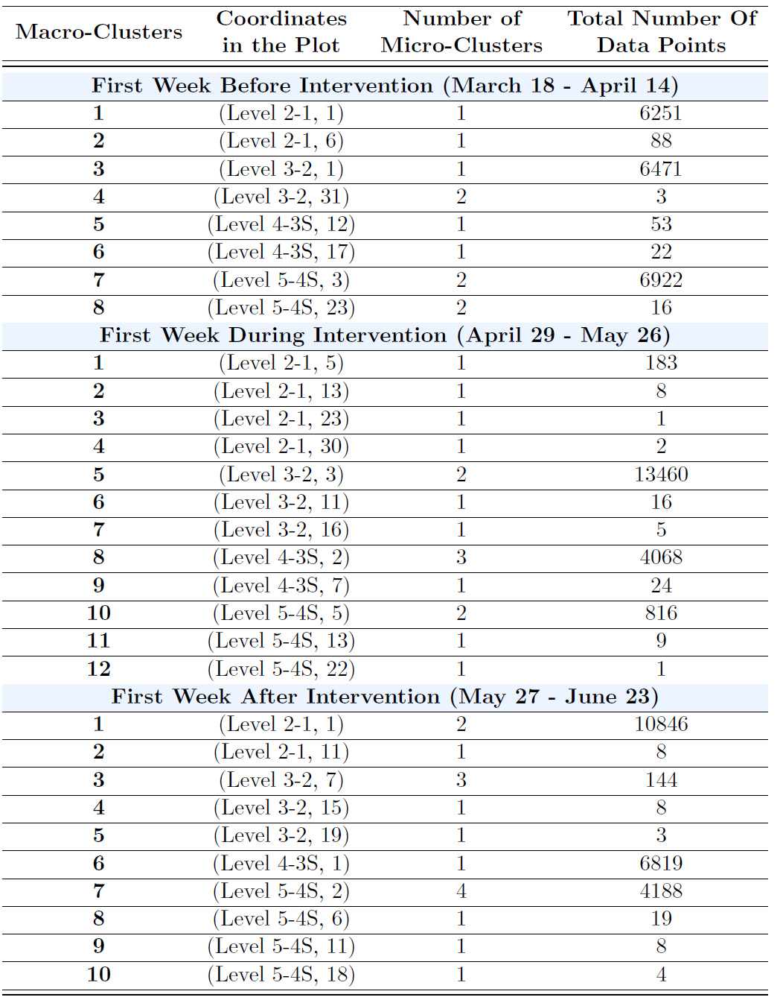 Macro-Clusters Coordinates in the Plot Number of Micro-Clusters Total Number Of Data Points
First Week Before Intervention (March 18 - April 14)
1 (Level 2-1, 1) 1 6251
2 (Level 2-1, 6) 1 88
3 (Level 3-2, 1) 1 6471
4 (Level 3-2, 31) 2 3
5 (Level 4-3S, 12) 1 53
6 (Level 4-3S, 17) 1 22
7 (Level 5-4S, 3) 2 6922
8 (Level 5-4S, 23) 2 16
First Week During Intervention (April 29 - May 26)
1 (Level 2-1, 5) 1 183
2 (Level 2-1, 13) 1 8
3 (Level 2-1, 23) 1 1
4 (Level 2-1, 30) 1 2
5 (Level 3-2, 3) 2 13460
6 (Level 3-2, 11) 1 16
7 (Level 3-2, 16) 1 5
8 (Level 4-3S, 2) 3 4068
9 (Level 4-3S, 7) 1 24
10 (Level 5-4S, 5) 2 816
11 (Level 5-4S, 13) 1 9
12 (Level 5-4S, 22) 1 1
First Week After Intervention (May 27 - June 23)
1 (Level 2-1, 1) 2 10846
2 (Level 2-1, 11) 1 8
3 (Level 3-2, 7) 3 144
4 (Level 3-2, 15) 1 8
5 (Level 3-2, 19) 1 3
6 (Level 4-3S, 1) 1 6819
7 (Level 5-4S, 2) 4 4188
8 (Level 5-4S, 6) 1 19
9 (Level 5-4S, 11) 1 8
10 (Level 5-4S, 18) 1 4